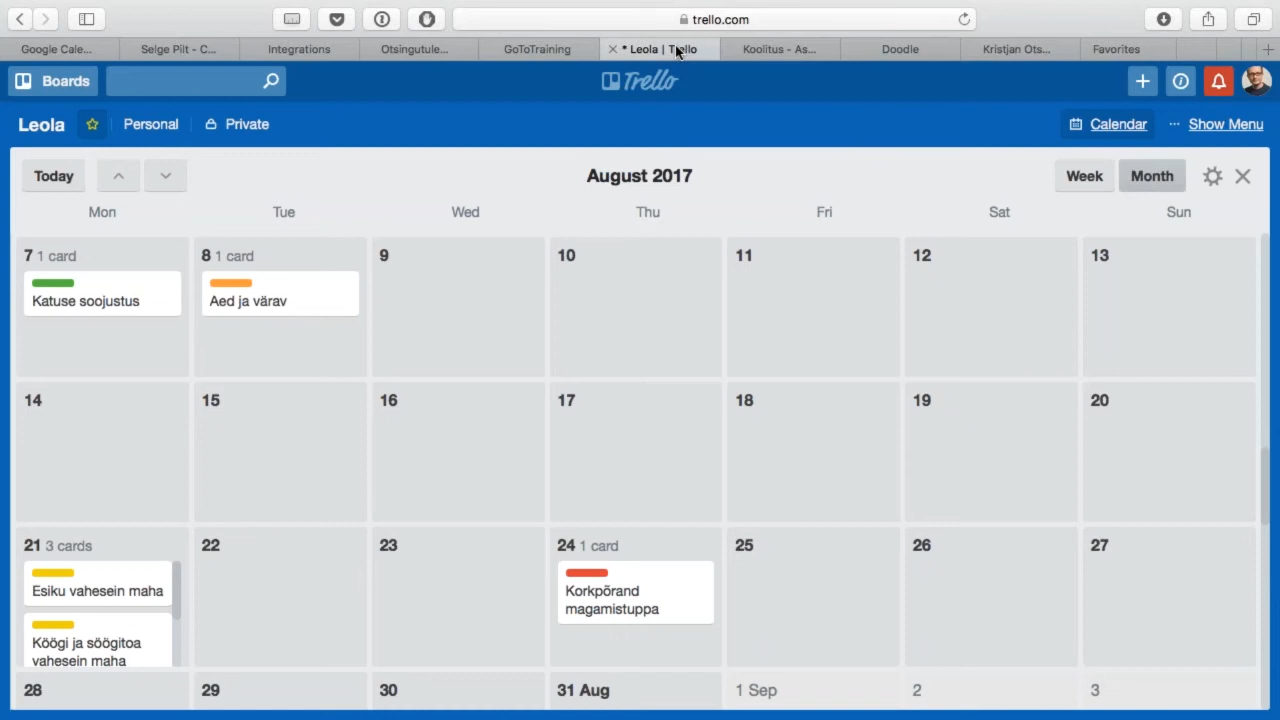 trello.com
Google Cale...
Selge Pilt - C...
Integrations
Otsingutule...
GoToTraining
* Leola | Trello
Koolitus - As...
Doodle
Kristjan Ots...
Favorites
Boards
Trello
Leola
Personal
Private
Calendar
... Show Menu
Today
August 2017
Week
Month
Mon
Tue
Wed
Thu
Fri
Sat
Sun
7 1 card
8 1 card
9
10
11
12
13
Katuse soojustus
Aed ja värav
14
15
16
17
18
19
20
21 3 cards
22
23
24 1 card
25
26
27
Esiku vahesein maha
Korkpõrand
magamistuppa
Köögi ja söögitoa
vahesein maha
28
29
30
31 Aug
1 Sep
2
3